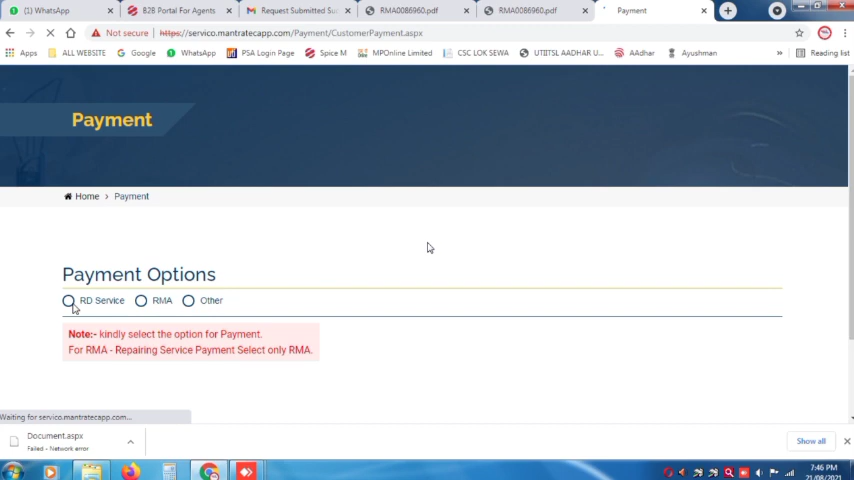 (1) WhatsApp
B2B Portal For Agents
Request Submitted Su
RMA0086960.pdf
RMA0086960.pdf
Payment
Not secure
https://servico.mantratecapp.com/Payment/CustomerPayment.aspx
Apps
ALL WEBSITE
Google
WhatsApp
PSA Login Page
Spice M
MPOnline Limited
CSC LOK SEWA
UTIITSL AADHAR U...
AAdhar
Ayushman
»
Reading list
Payment
Home > Payment
Payment Options
RD Service
RMA
Other
Note:- kindly select the option for Payment.
For RMA - Repairing Service Payment Select only RMA.
Waiting for servico.mantratecapp.com...
Document.aspx
Failed - Network error
Show all
7:46 PM
21/08/2021